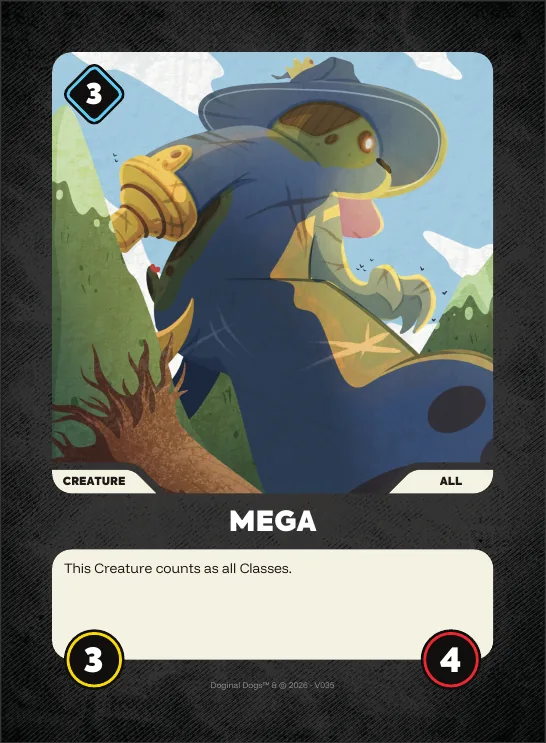 3
CREATURE
ALL
MEGA
This Creature counts as all Classes.
3
4
Doginal Dogs™ & © 2026 · V035